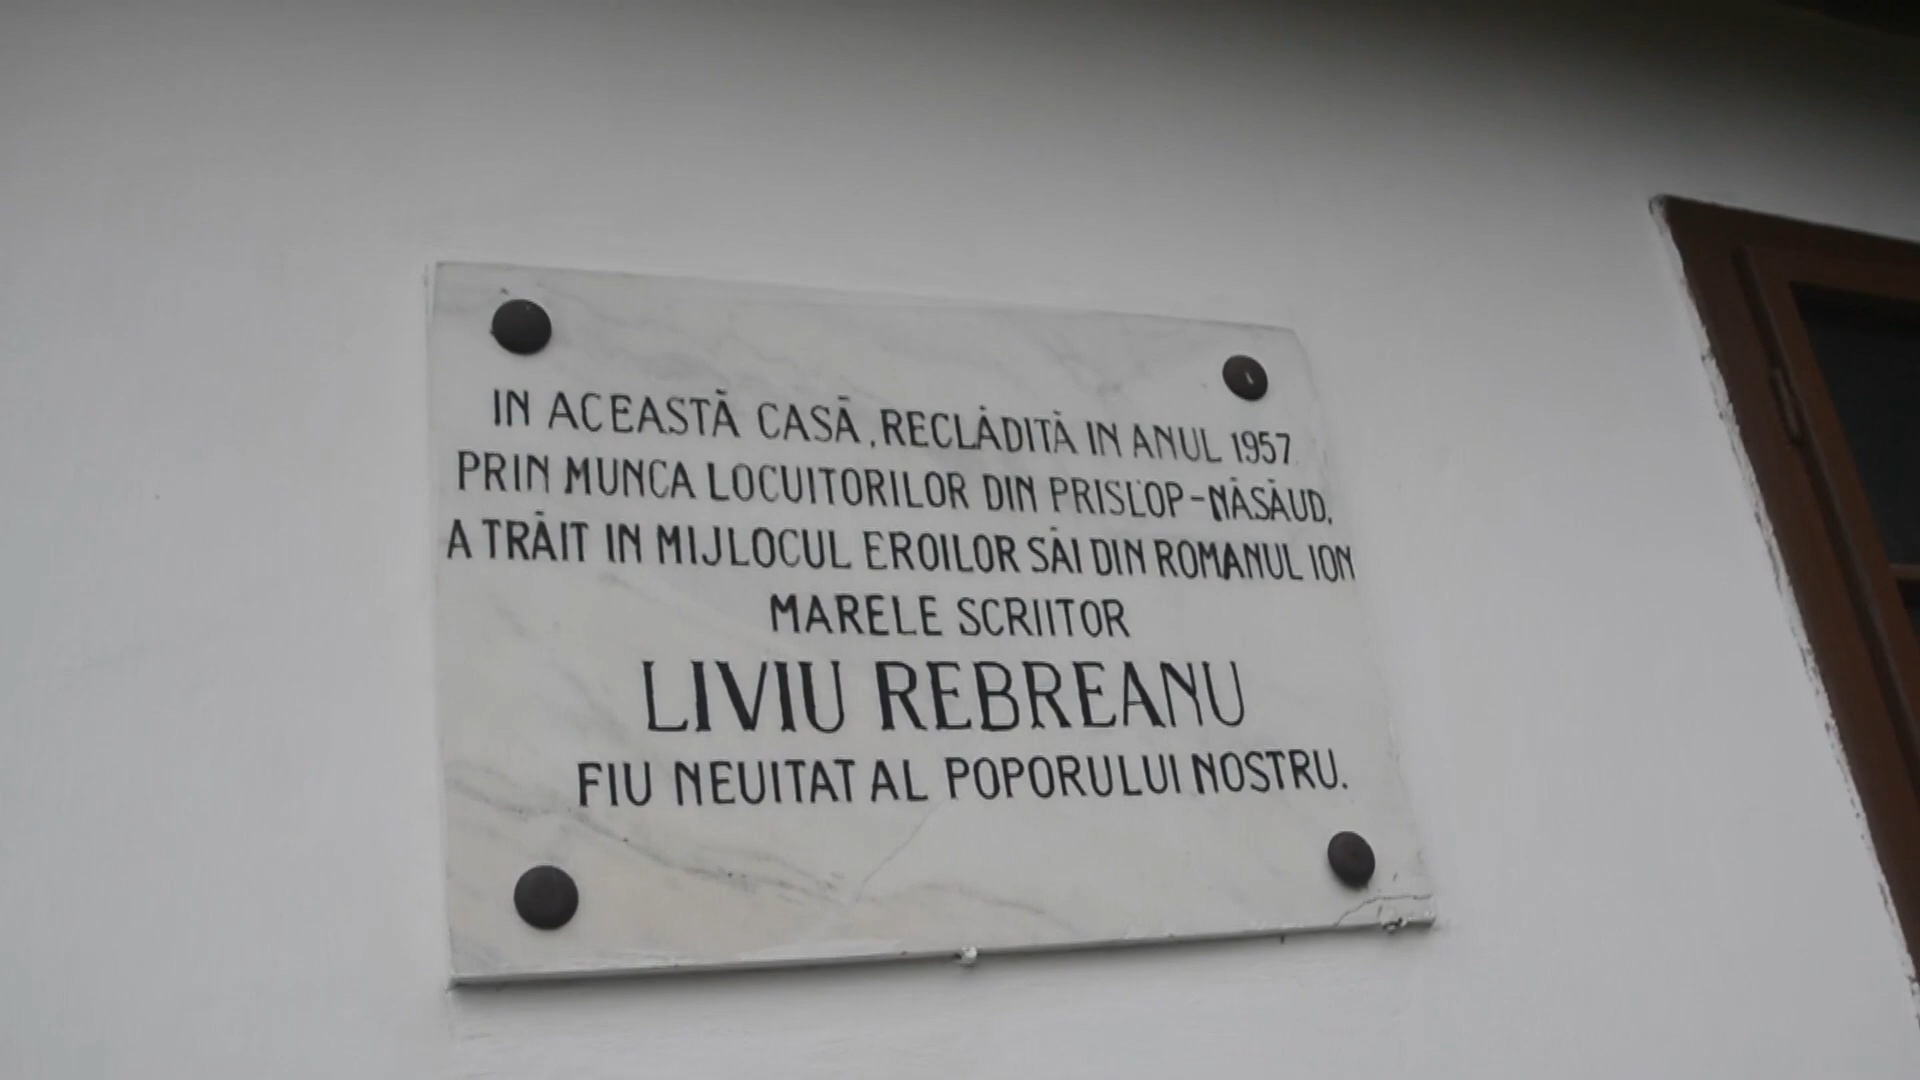 IN ACEASTĂ CASĂ, RECLĂDITĂ IN ANUL 1957
PRIN MUNCA LOCUITORILOR DIN PRISLOP-NĂSĂUD,
A TRĂIT IN MIJLOCUL EROILOR SĂI DIN ROMANUL ION
MARELE SCRIITOR
LIVIU REBREANU
FIU NEUITAT AL POPORULUI NOSTRU.